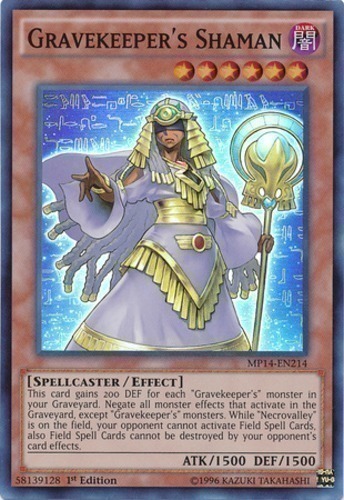 GRAVEKEEPER'S SHAMAN
DARK
闇
MP14-EN214
[SPELLCASTER / EFFECT]
This card gains 200 DEF for each "Gravekeeper's" monster in
your Graveyard. Negate all monster effects that activate in the
Graveyard, except "Gravekeeper's" monsters. While "Necrovalley"
is on the field, your opponent cannot activate Field Spell Cards,
also Field Spell Cards cannot be destroyed by your opponent's
card effects.
ATK/1500 DEF/1500
58139128 1st Edition ©1996 KAZUKI TAKAHASHI